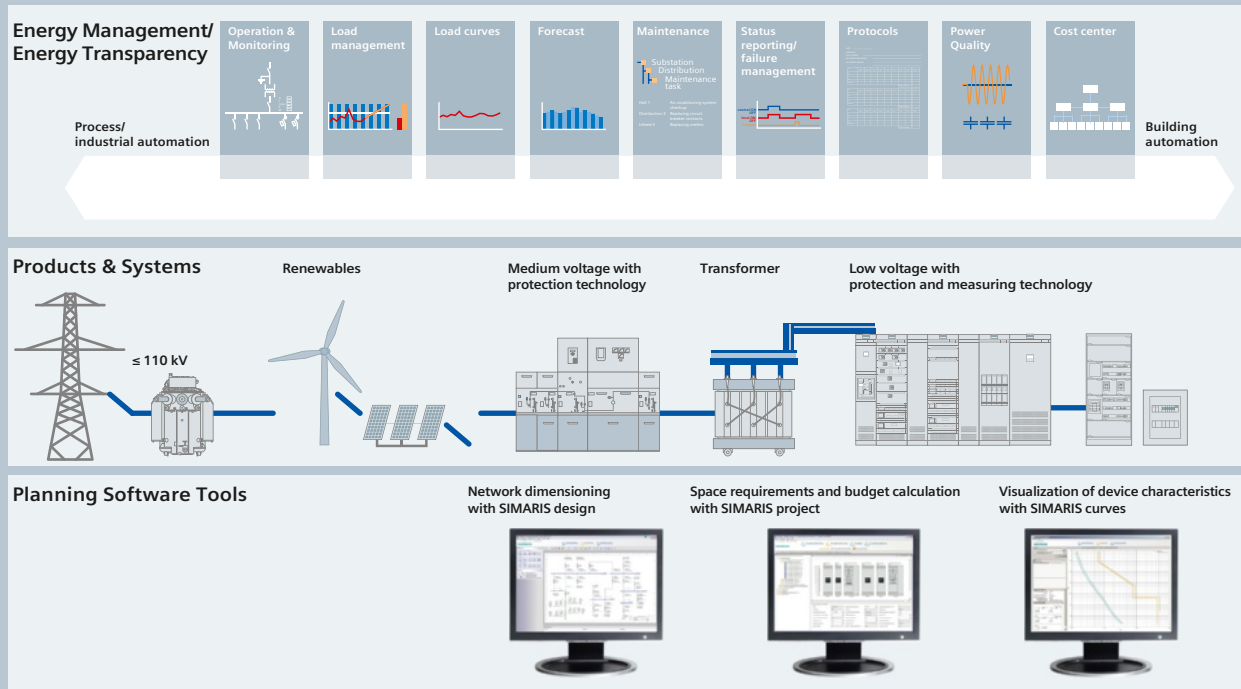 Energy Management/
Energy Transparency
Operation &
Monitoring
Load
management
Load curves
Forecast
Maintenance
Substation
Distribution
Maintenance
task
Status
reporting/
failure
management
Protocols
Power
Quality
Cost center
Process/
industrial automation
Building
automation
Products & Systems
Renewables
Medium voltage with
protection technology
Transformer
Low voltage with
protection and measuring technology
≤ 110 kV
Planning Software Tools
Network dimensioning
with SIMARIS design
Space requirements and budget calculation
with SIMARIS project
Visualization of device characteristics
with SIMARIS curves